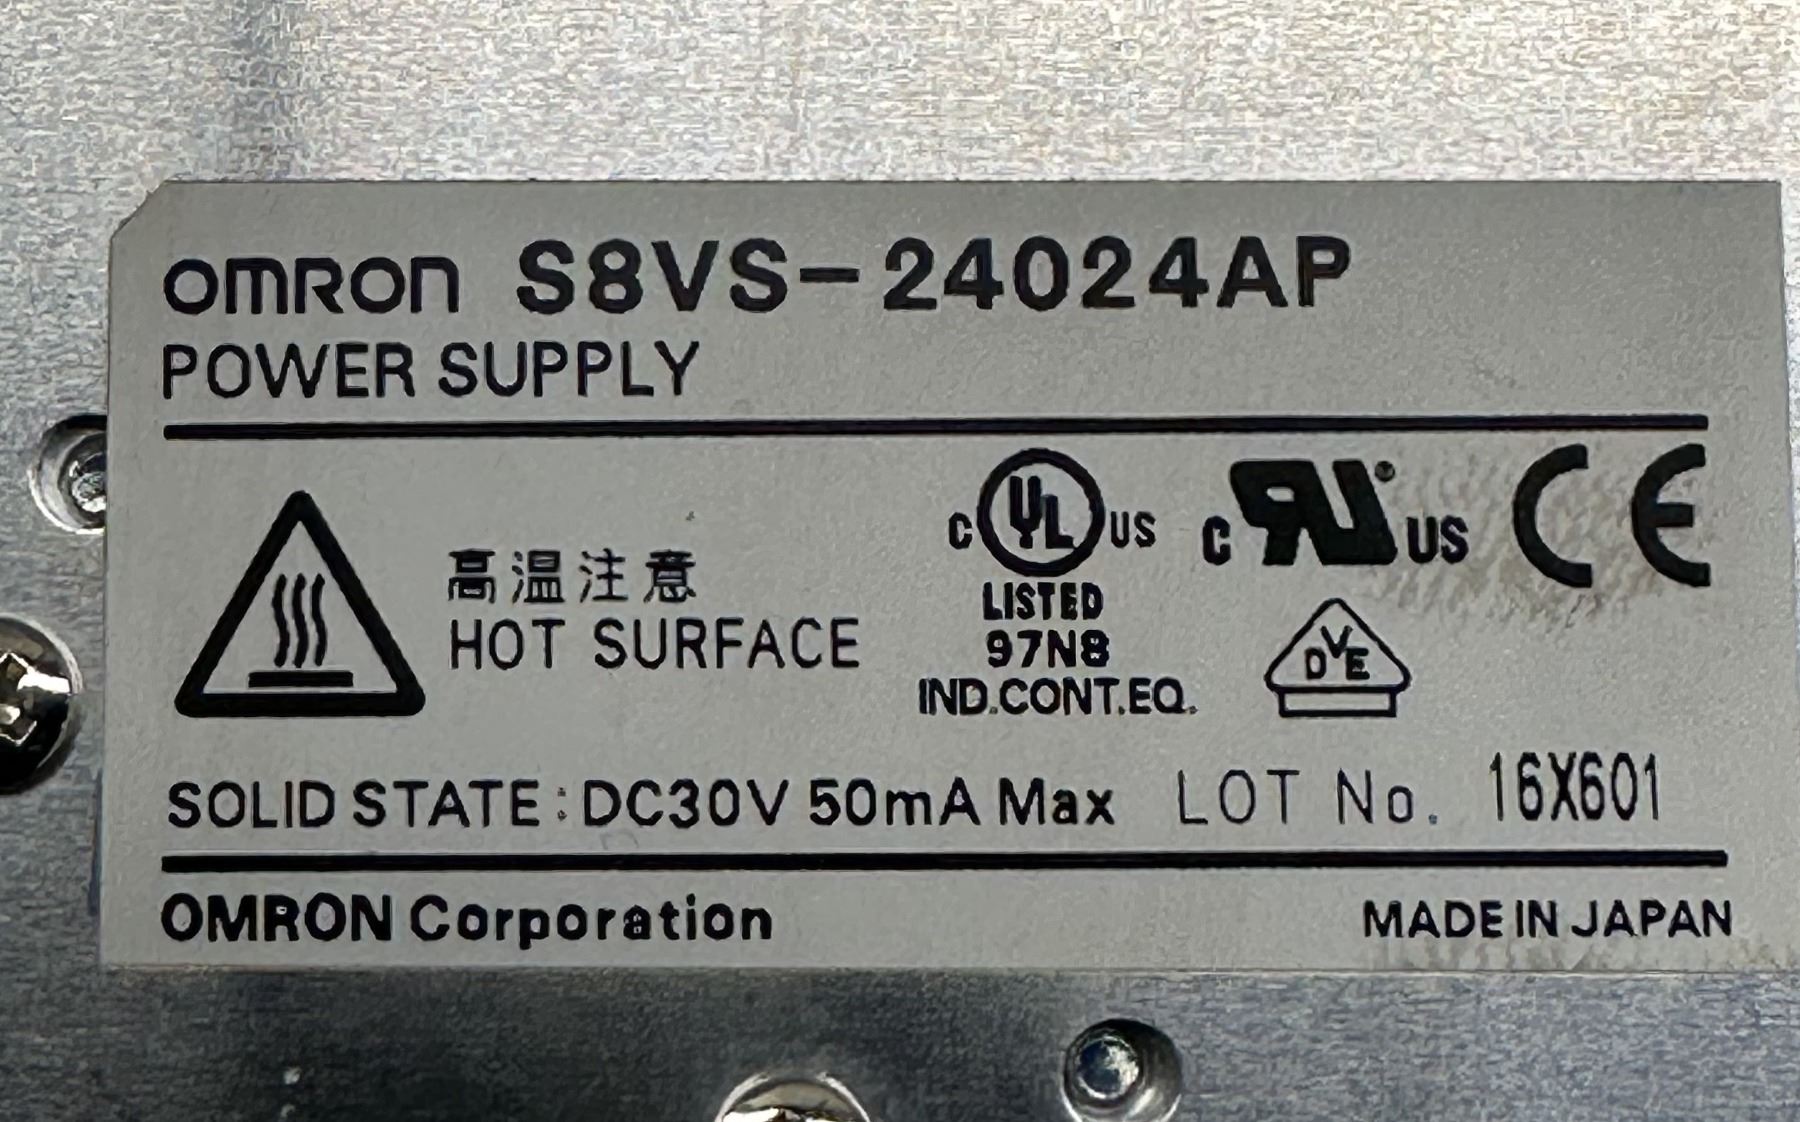 OMRON S8VS-24024AP
POWER SUPPLY
高温注意
HOT SURFACE
C UL US
LISTED
97N8
IND.CONT.EQ.
C RU US
CE
DVE
SOLID STATE:DC30V 50mA Max LOT No. 16X601
OMRON Corporation MADE IN JAPAN